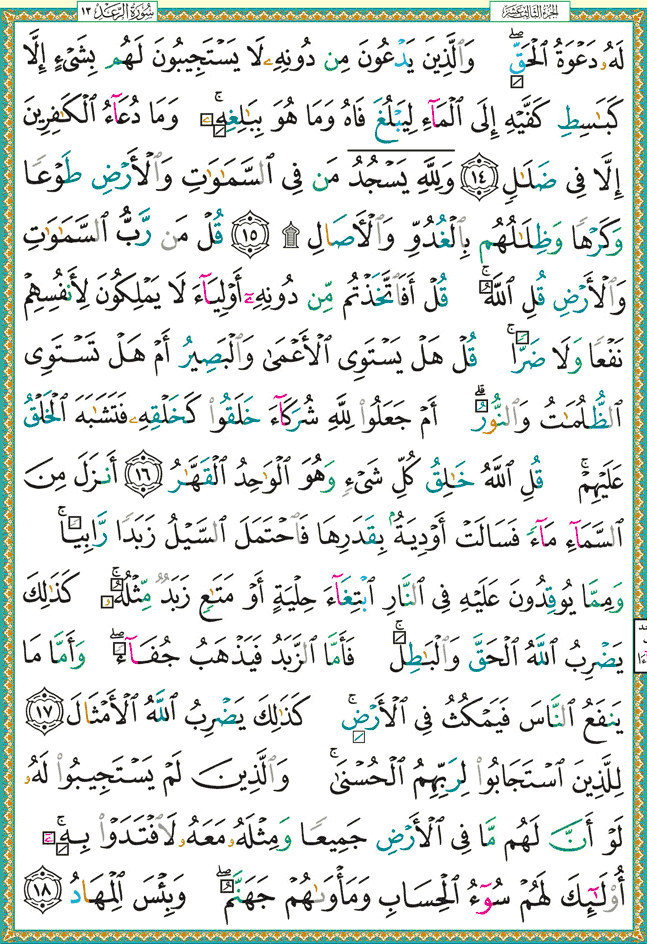 سُورَةُ الرَّعْدِ ١٣
الجزء الثالث عشر
لَهُۥ دَعْوَةُ ٱلْحَقِّۖ وَٱلَّذِينَ يَدْعُونَ مِن دُونِهِۦ لَا يَسْتَجِيبُونَ لَهُم بِشَىْءٍ إِلَّا
كَبَٰسِطِ كَفَّيْهِ إِلَى ٱلْمَآءِ لِيَبْلُغَ فَاهُ وَمَا هُوَ بِبَٰلِغِهِۦۚ وَمَا دُعَآءُ ٱلْكَٰفِرِينَ
إِلَّا فِى ضَلَٰلٍ ١٤ وَلِلَّهِ يَسْجُدُ مَن فِى ٱلسَّمَٰوَٰتِ وَٱلْأَرْضِ طَوْعًا
وَكَرْهًا وَظِلَٰلُهُم بِٱلْغُدُوِّ وَٱلْأَصَالِ ۩ ١٥ قُلْ مَن رَّبُّ ٱلسَّمَٰوَٰتِ
وَٱلْأَرْضِ قُلِ ٱللَّهُۚ قُلْ أَفَٱتَّخَذْتُم مِّن دُونِهِۦٓ أَوْلِيَآءَ لَا يَمْلِكُونَ لِأَنفُسِهِمْ
نَفْعًا وَلَا ضَرًّاۚ قُلْ هَلْ يَسْتَوِى ٱلْأَعْمَىٰ وَٱلْبَصِيرُ أَمْ هَلْ تَسْتَوِى
ٱلظُّلُمَٰتُ وَٱلنُّورُۗ أَمْ جَعَلُوا۟ لِلَّهِ شُرَكَآءَ خَلَقُوا۟ كَخَلْقِهِۦ فَتَشَٰبَهَ ٱلْخَلْقُ
عَلَيْهِمْۚ قُلِ ٱللَّهُ خَٰلِقُ كُلِّ شَىْءٍ وَهُوَ ٱلْوَٰحِدُ ٱلْقَهَّٰرُ ١٦ أَنزَلَ مِنَ
ٱلسَّمَآءِ مَآءً فَسَالَتْ أَوْدِيَةٌۢ بِقَدَرِهَا فَٱحْتَمَلَ ٱلسَّيْلُ زَبَدًا رَّابِيًاۚ
وَمِمَّا يُوقِدُونَ عَلَيْهِ فِى ٱلنَّارِ ٱبْتِغَآءَ حِلْيَةٍ أَوْ مَتَٰعٍ زَبَدٌ مِّثْلُهُۥۚ كَذَٰلِكَ
يَضْرِبُ ٱللَّهُ ٱلْحَقَّ وَٱلْبَٰطِلَۚ فَأَمَّا ٱلزَّبَدُ فَيَذْهَبُ جُفَآءًۖ وَأَمَّا مَا
يَنفَعُ ٱلنَّاسَ فَيَمْكُثُ فِى ٱلْأَرْضِۚ كَذَٰلِكَ يَضْرِبُ ٱللَّهُ ٱلْأَمْثَالَ ١٧
لِلَّذِينَ ٱسْتَجَابُوا۟ لِرَبِّهِمُ ٱلْحُسْنَىٰۚ وَٱلَّذِينَ لَمْ يَسْتَجِيبُوا۟ لَهُۥ
لَوْ أَنَّ لَهُم مَّا فِى ٱلْأَرْضِ جَمِيعًا وَمِثْلَهُۥ مَعَهُۥ لَٱفْتَدَوْا۟ بِهِۦٓۚ
أُو۟لَٰٓئِكَ لَهُمْ سُوٓءُ ٱلْحِسَابِ وَمَأْوَىٰهُمْ جَهَنَّمُۖ وَبِئْسَ ٱلْمِهَادُ ١٨